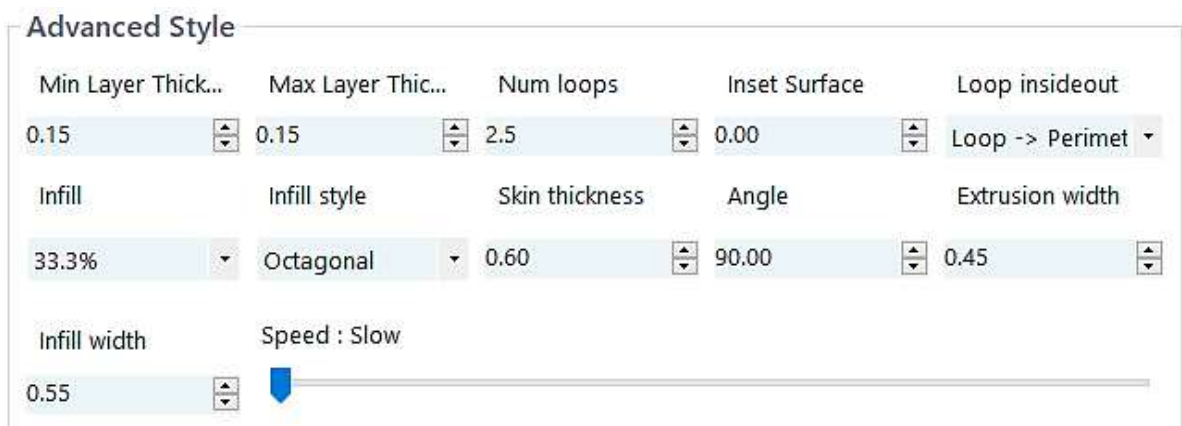 Advanced Style
Min Layer Thick... Max Layer Thic... Num loops Inset Surface Loop insideout
0.15 0.15 2.5 0.00 Loop -> Perimet
Infill Infill style Skin thickness Angle Extrusion width
33.3% Octagonal 0.60 90.00 0.45
Infill width Speed : Slow
0.55